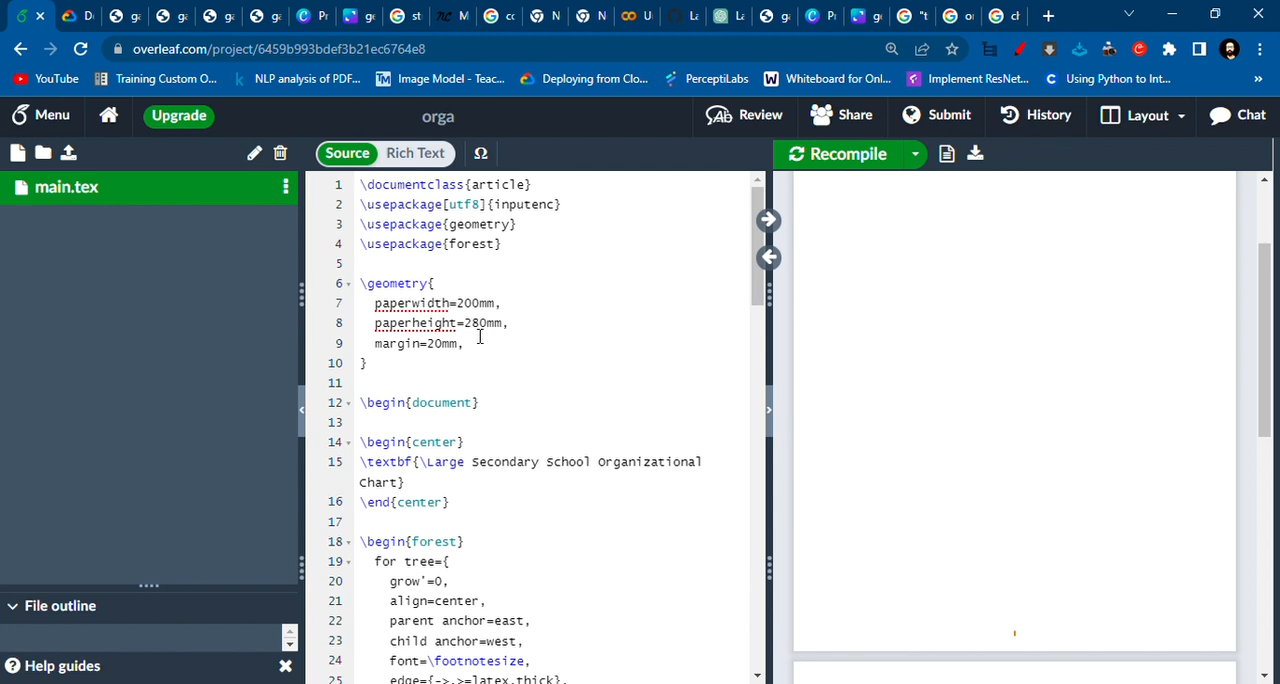 overleaf.com/project/6459b993bdef3b21ec6764e8
YouTube Training Custom O... NLP analysis of PDF... Image Model - Teac... Deploying from Clo... PerceptiLabs Whiteboard for Onl... Implement ResNet... Using Python to Int... »
Menu Upgrade orga Review Share Submit History Layout Chat
Source Rich Text Ω Recompile
main.tex
1 \documentclass{article}
2 \usepackage[utf8]{inputenc}
3 \usepackage{geometry}
4 \usepackage{forest}
5
6 \geometry{
7 paperwidth=200mm,
8 paperheight=280mm,
9 margin=20mm,
10 }
11
12 \begin{document}
13
14 \begin{center}
15 \textbf{\Large Secondary School Organizational
Chart}
16 \end{center}
17
18 \begin{forest}
19 for tree={
20 grow'=0,
21 align=center,
22 parent anchor=east,
23 child anchor=west,
24 font=\footnotesize,
25 edge={->,>=latex,thick},
File outline
Help guides